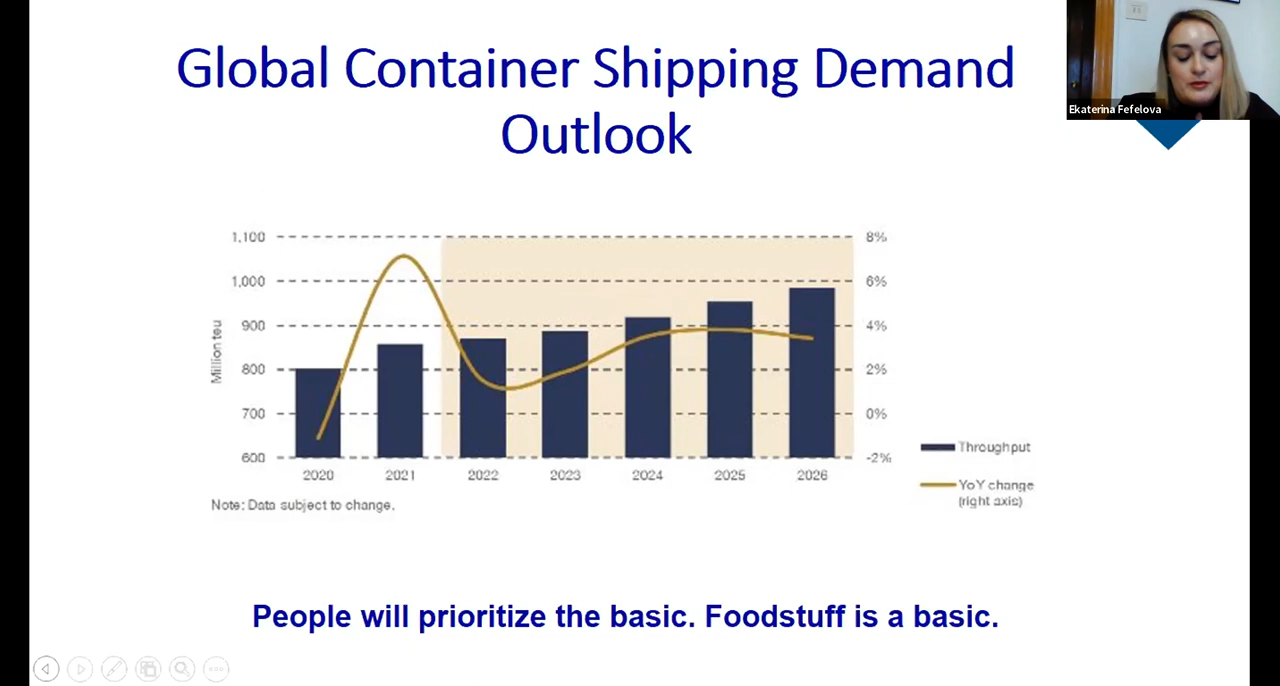 Global Container Shipping Demand
Outlook
Ekaterina Fefelova
1,100
1,000
900
800
700
600
Million teu
8%
6%
4%
2%
0%
-2%
2020 2021 2022 2023 2024 2025 2026
Throughput
YoY change
(right axis)
Note: Data subject to change.
People will prioritize the basic. Foodstuff is a basic.